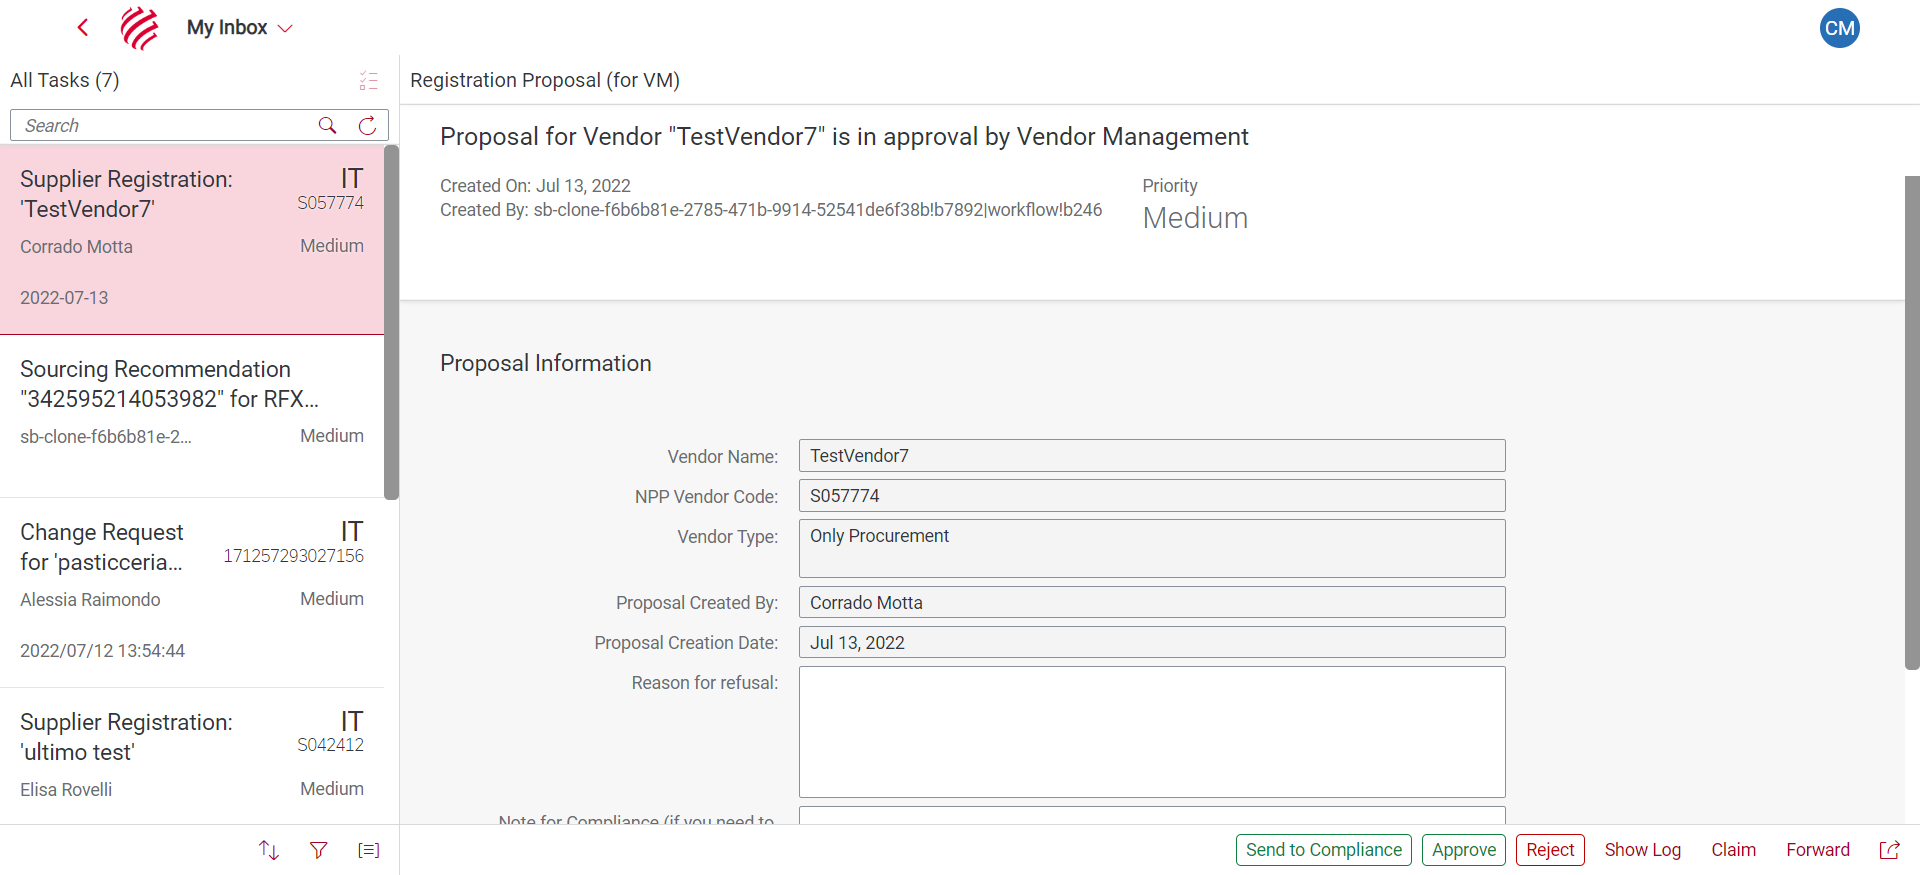 My Inbox
CM
All Tasks (7)
Search
Supplier Registration: IT
'TestVendor7' S057774
Corrado Motta Medium
2022-07-13
Sourcing Recommendation
"342595214053982" for RFX...
sb-clone-f6b6b81e-2... Medium
Change Request IT
for 'pasticceria... 171257293027156
Alessia Raimondo Medium
2022/07/12 13:54:44
Supplier Registration: IT
'ultimo test' S042412
Elisa Rovelli Medium
Registration Proposal (for VM)
Proposal for Vendor "TestVendor7" is in approval by Vendor Management
Created On: Jul 13, 2022
Created By: sb-clone-f6b6b81e-2785-471b-9914-52541de6f38b!b7892|workflow!b246
Priority
Medium
Proposal Information
Vendor Name: TestVendor7
NPP Vendor Code: S057774
Vendor Type: Only Procurement
Proposal Created By: Corrado Motta
Proposal Creation Date: Jul 13, 2022
Reason for refusal:
Note for Compliance (if you need to
Send to Compliance Approve Reject Show Log Claim Forward